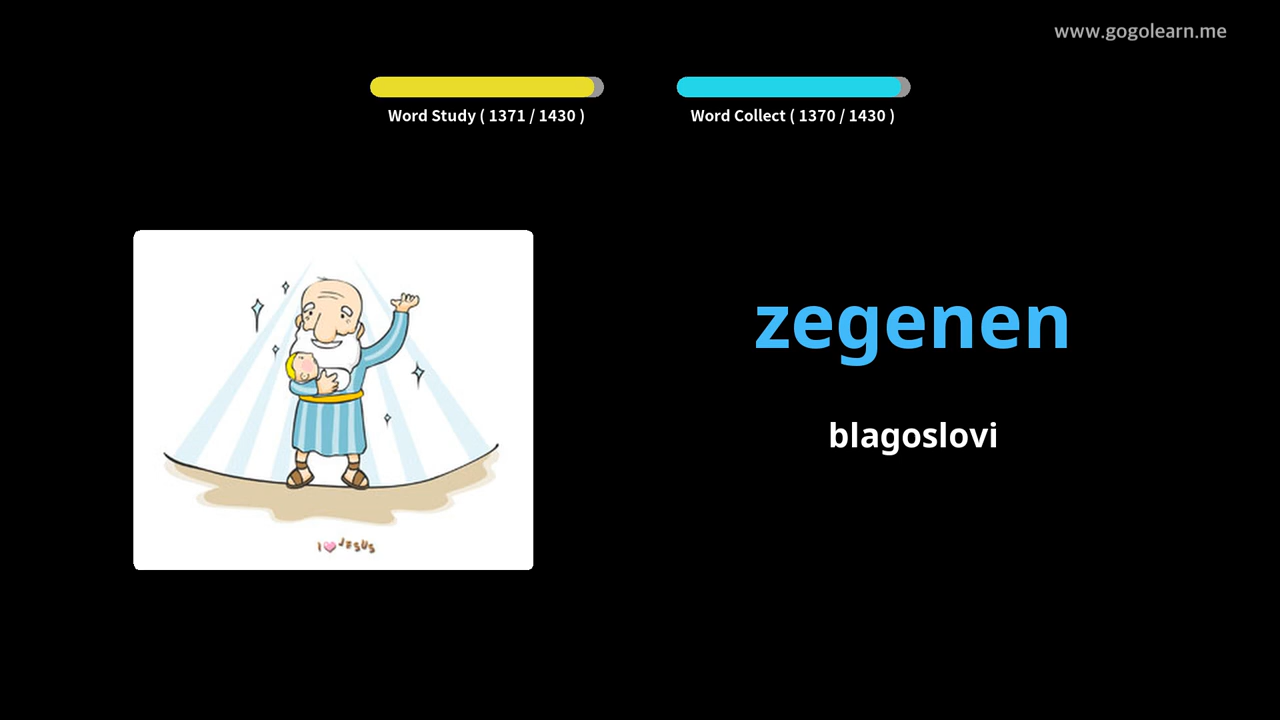 www.gogolearn.me
Word Study ( 1371 / 1430 )
Word Collect ( 1370 / 1430 )
zegenen
blagoslovi
I JESUS